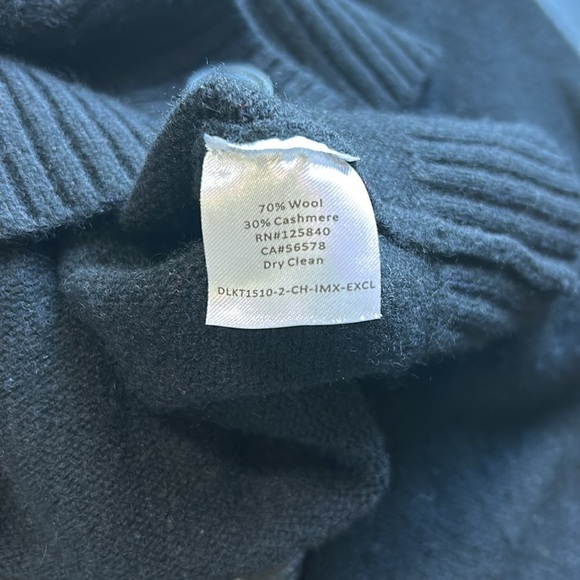 70% Wool
30% Cashmere
RN#125840
CA#56578
Dry Clean
DLKT1510-2-CH-IMX-EXCL